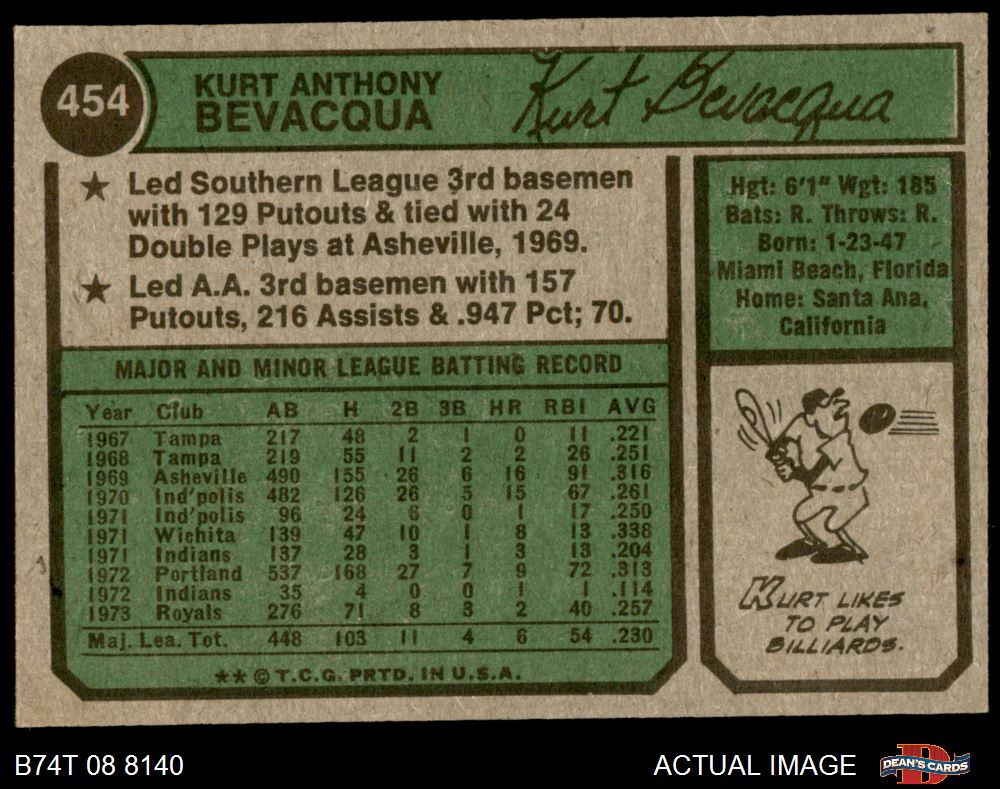 454
KURT ANTHONY
BEVACQUA
Kurt Bevacqua
★ Led Southern League 3rd basemen
with 129 Putouts & tied with 24
Double Plays at Asheville, 1969.
★ Led A.A. 3rd basemen with 157
Putouts, 216 Assists & .947 Pct; 70.
Hgt: 6'1" Wgt: 185
Bats: R. Throws: R.
Born: 1-23-47
Miami Beach, Florida
Home: Santa Ana,
California
MAJOR AND MINOR LEAGUE BATTING RECORD
Year Club AB H 2B 3B HR RBI AVG
1967 Tampa 217 48 2 1 0 11 .221
1968 Tampa 219 55 11 2 2 26 .251
1969 Asheville 490 155 26 6 16 91 .316
1970 Ind'polis 482 126 26 5 15 67 .261
1971 Ind'polis 96 24 6 0 1 17 .250
1971 Wichita 139 47 10 1 8 13 .338
1971 Indians 137 28 3 1 3 13 .204
1972 Portland 537 168 27 7 9 72 .313
1972 Indians 35 4 0 0 1 1 .114
1973 Royals 276 71 8 3 2 40 .257
Maj. Lea. Tot. 448 103 11 4 6 54 .230
**© T.C.G. PRTD. IN U.S.A.
KURT LIKES
TO PLAY
BILLIARDS.
B74T 08 8140
ACTUAL IMAGE
DEAN'S CARDS